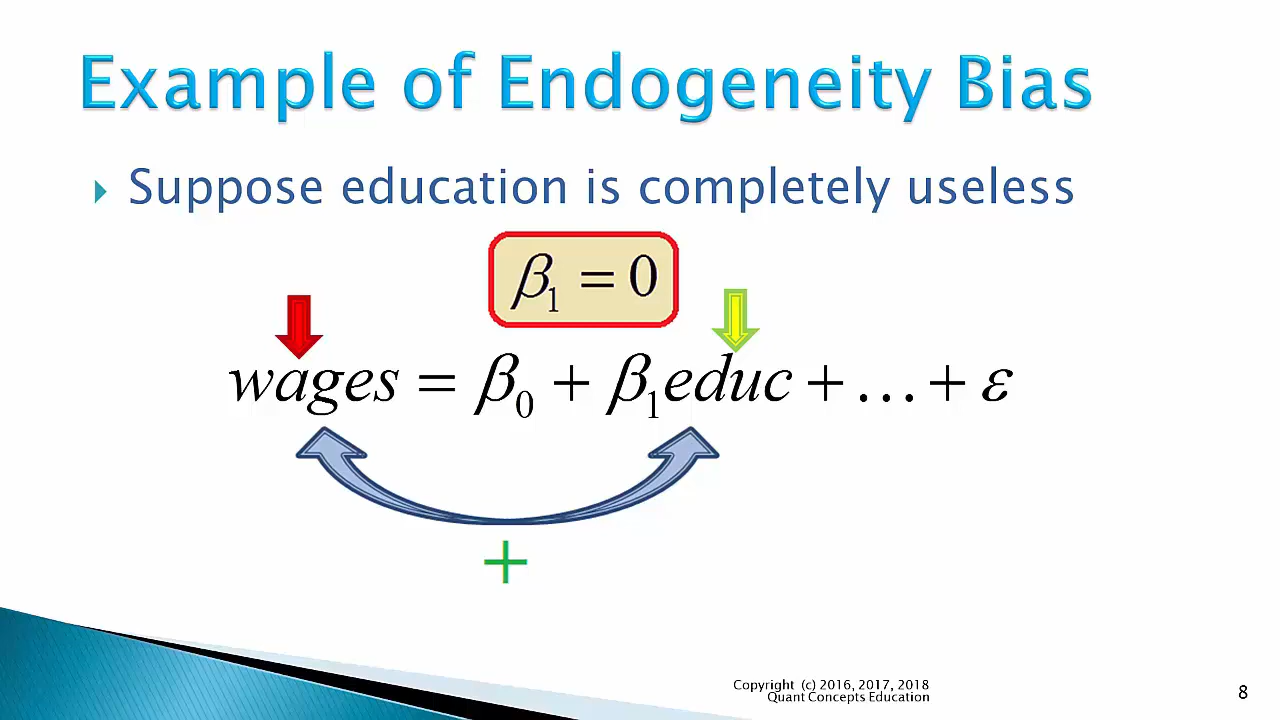 Example of Endogeneity Bias
Suppose education is completely useless
β₁ = 0
wages = β₀ + β₁educ + … + ε
+
Copyright (c) 2016, 2017, 2018
Quant Concepts Education
8